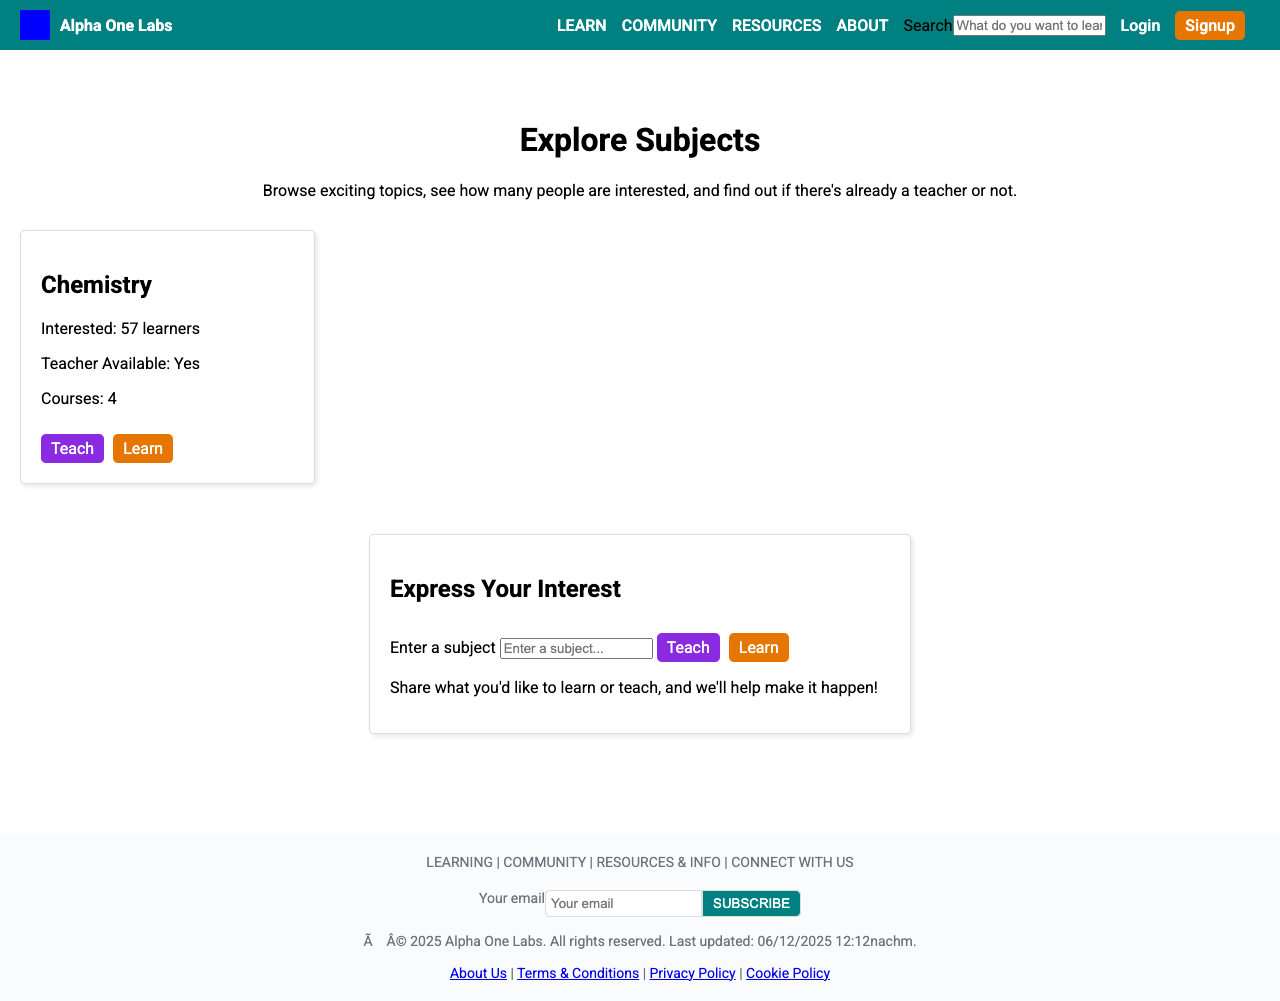 Alpha One Labs
LEARN COMMUNITY RESOURCES ABOUT Search What do you want to lear Login Signup
Explore Subjects
Browse exciting topics, see how many people are interested, and find out if there's already a teacher or not.
Chemistry
Interested: 57 learners
Teacher Available: Yes
Courses: 4
Teach Learn
Express Your Interest
Enter a subject Enter a subject... Teach Learn
Share what you'd like to learn or teach, and we'll help make it happen!
LEARNING | COMMUNITY | RESOURCES & INFO | CONNECT WITH US
Your email Your email SUBSCRIBE
Ã Â© 2025 Alpha One Labs. All rights reserved. Last updated: 06/12/2025 12:12nachm.
About Us | Terms & Conditions | Privacy Policy | Cookie Policy